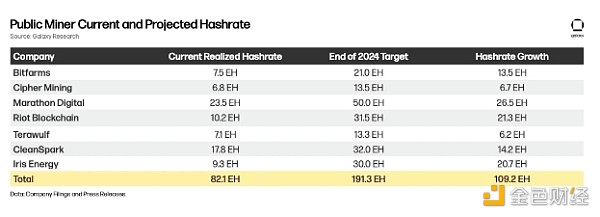 Public Miner Current and Projected Hashrate
Source: Galaxy Research
Company Current Realized Hashrate End of 2024 Target Hashrate Growth
Bitfarms 7.5 EH 21.0 EH 13.5 EH
Cipher Mining 6.8 EH 13.5 EH 6.7 EH
Marathon Digital 23.5 EH 50.0 EH 26.5 EH
Riot Blockchain 10.2 EH 31.5 EH 21.3 EH
Terawulf 7.1 EH 13.3 EH 6.2 EH
CleanSpark 17.8 EH 32.0 EH 14.2 EH
Iris Energy 9.3 EH 30.0 EH 20.7 EH
Total 82.1 EH 191.3 EH 109.2 EH
Data: Company Filings and Press Releases
金色财经